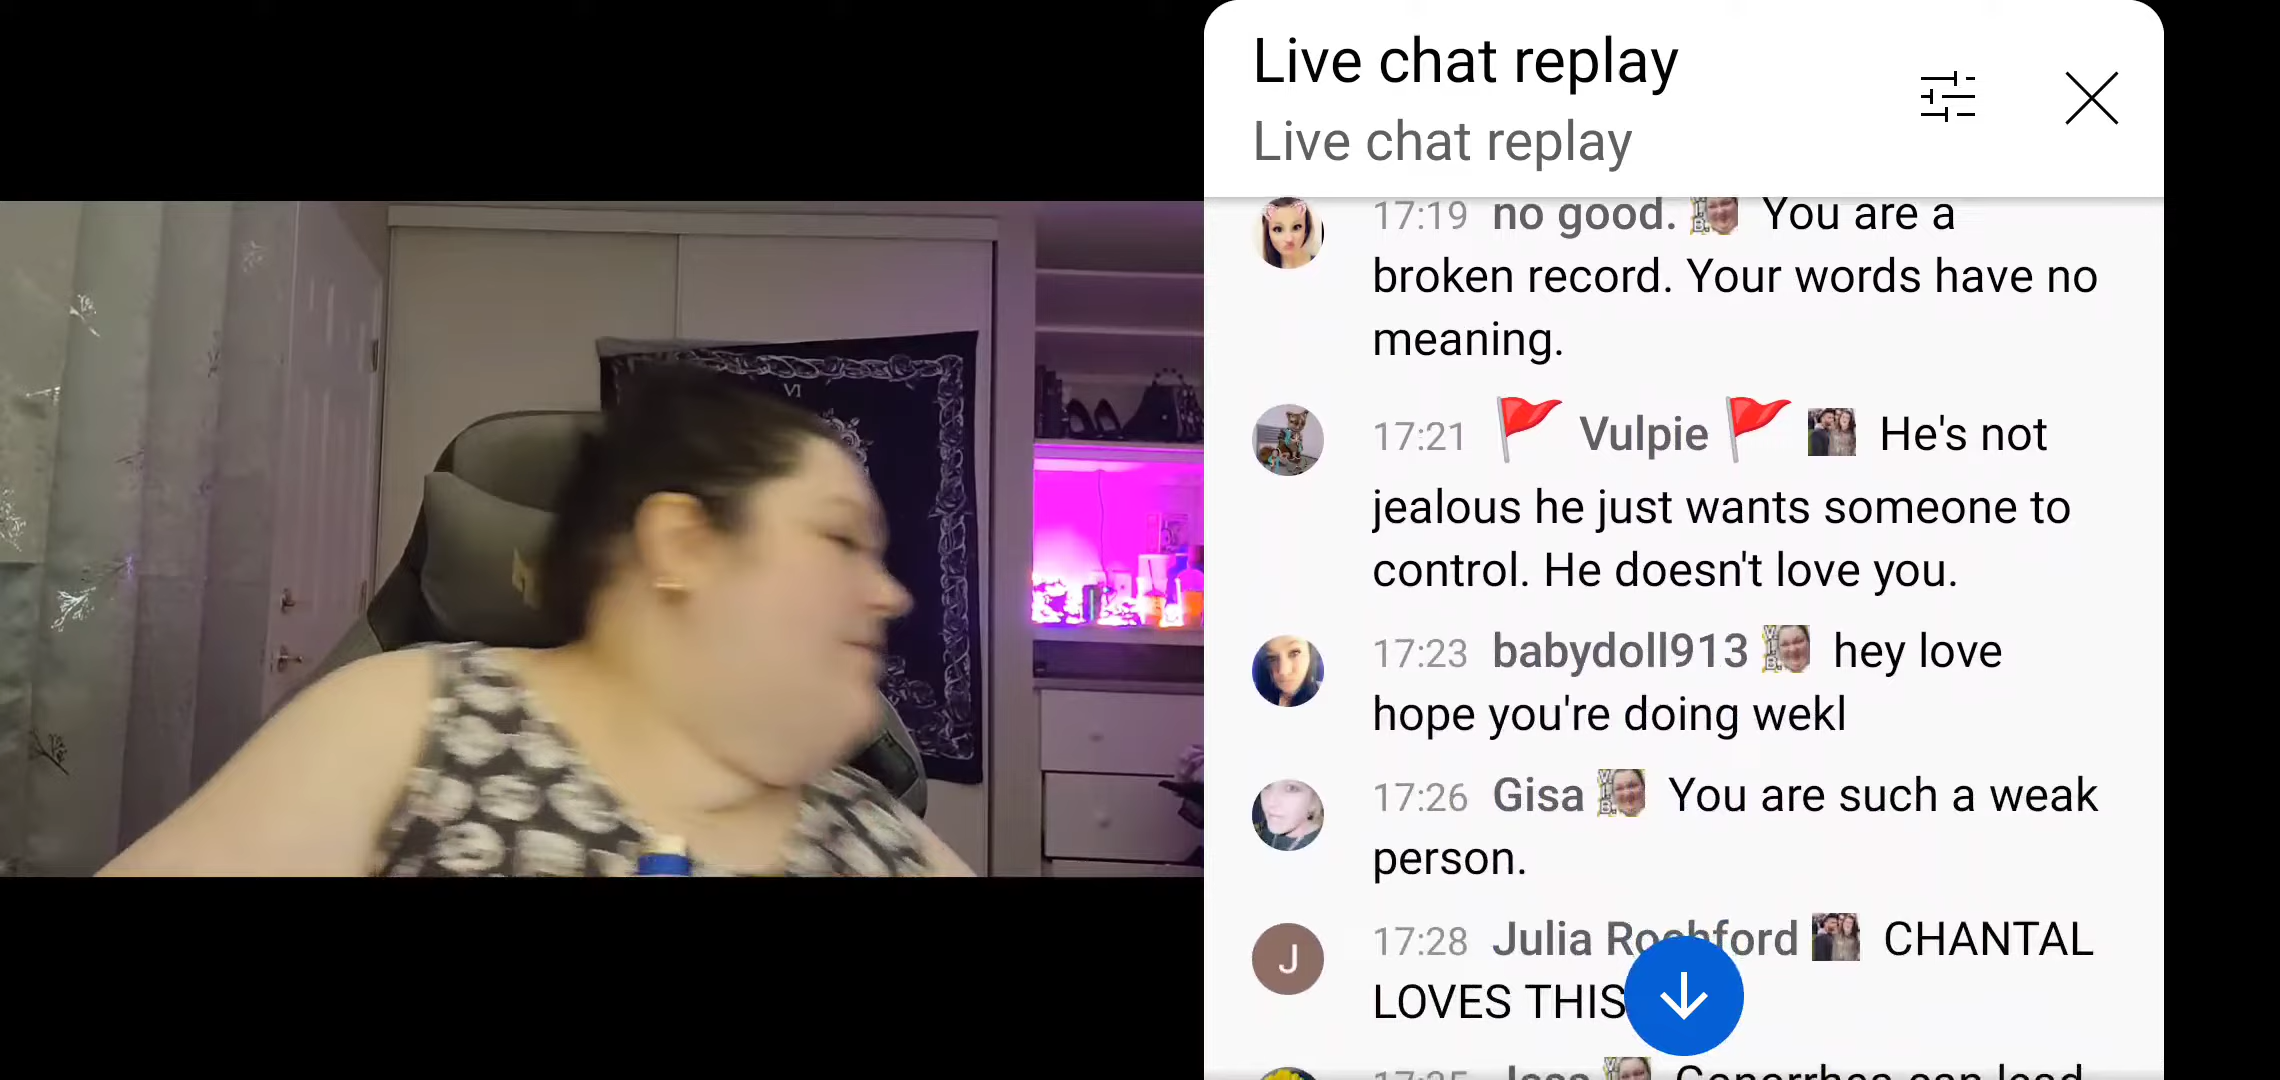 Live chat replay
Live chat replay
17:19 no good. You are a
broken record. Your words have no
meaning.
17:21 🚩 Vulpie 🚩 He's not
jealous he just wants someone to
control. He doesn't love you.
17:23 babydoll913 hey love
hope you're doing wekl
17:26 Gisa You are such a weak
person.
J
17:28 Julia Rochford CHANTAL
LOVES THIS
17:35 Gonorrhea can lead
VI